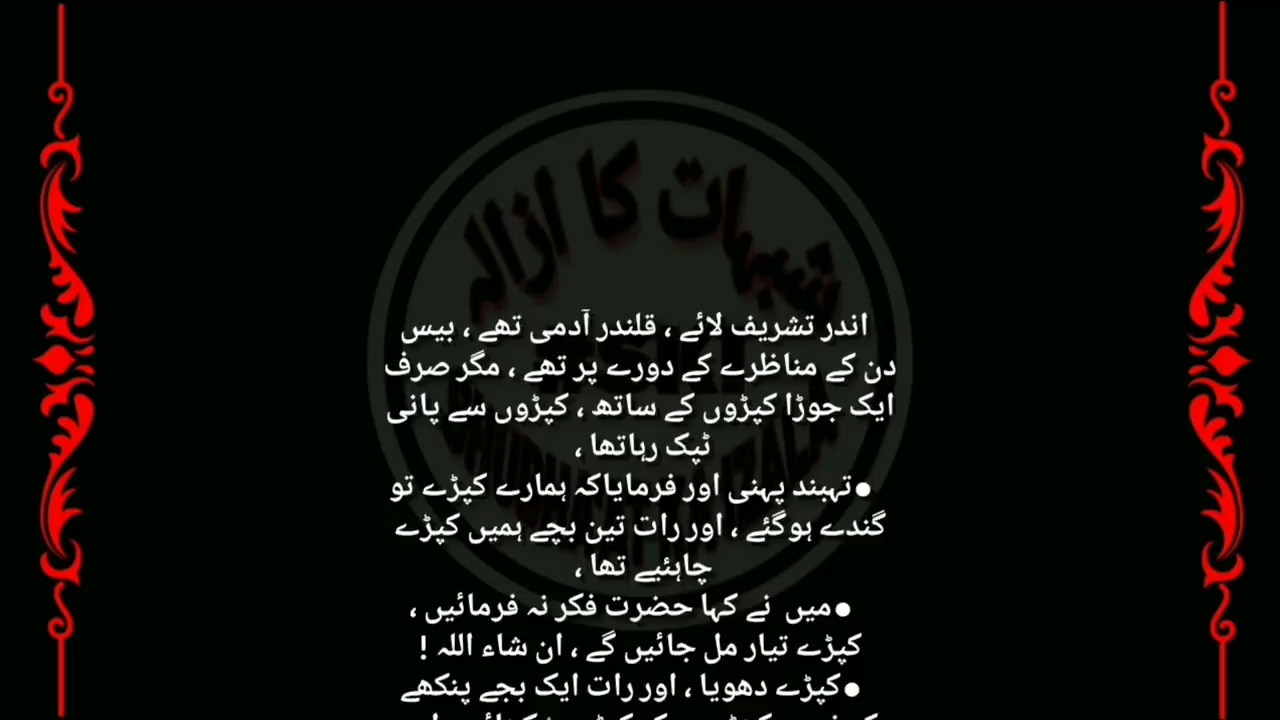 شبہات کا ازالہ
اندر تشریف لائے ، قلندر آدمی تھے ، بیس
دن کے مناظرے کے دورے پر تھے ، مگر صرف
ایک جوڑا کپڑوں کے ساتھ ، کپڑوں سے پانی
ٹپک رہاتھا ،
●تہبند پہنی اور فرمایاکہ ہمارے کپڑے تو
گندے ہوگئے ، اور رات تین بجے ہمیں کپڑے
چاہئیے تھا ،
●میں نے کہا حضرت فکر نہ فرمائیں ،
کپڑے تیار مل جائیں گے ، ان شاء اللہ !
●کپڑے دھویا ، اور رات ایک بجے پنکھے